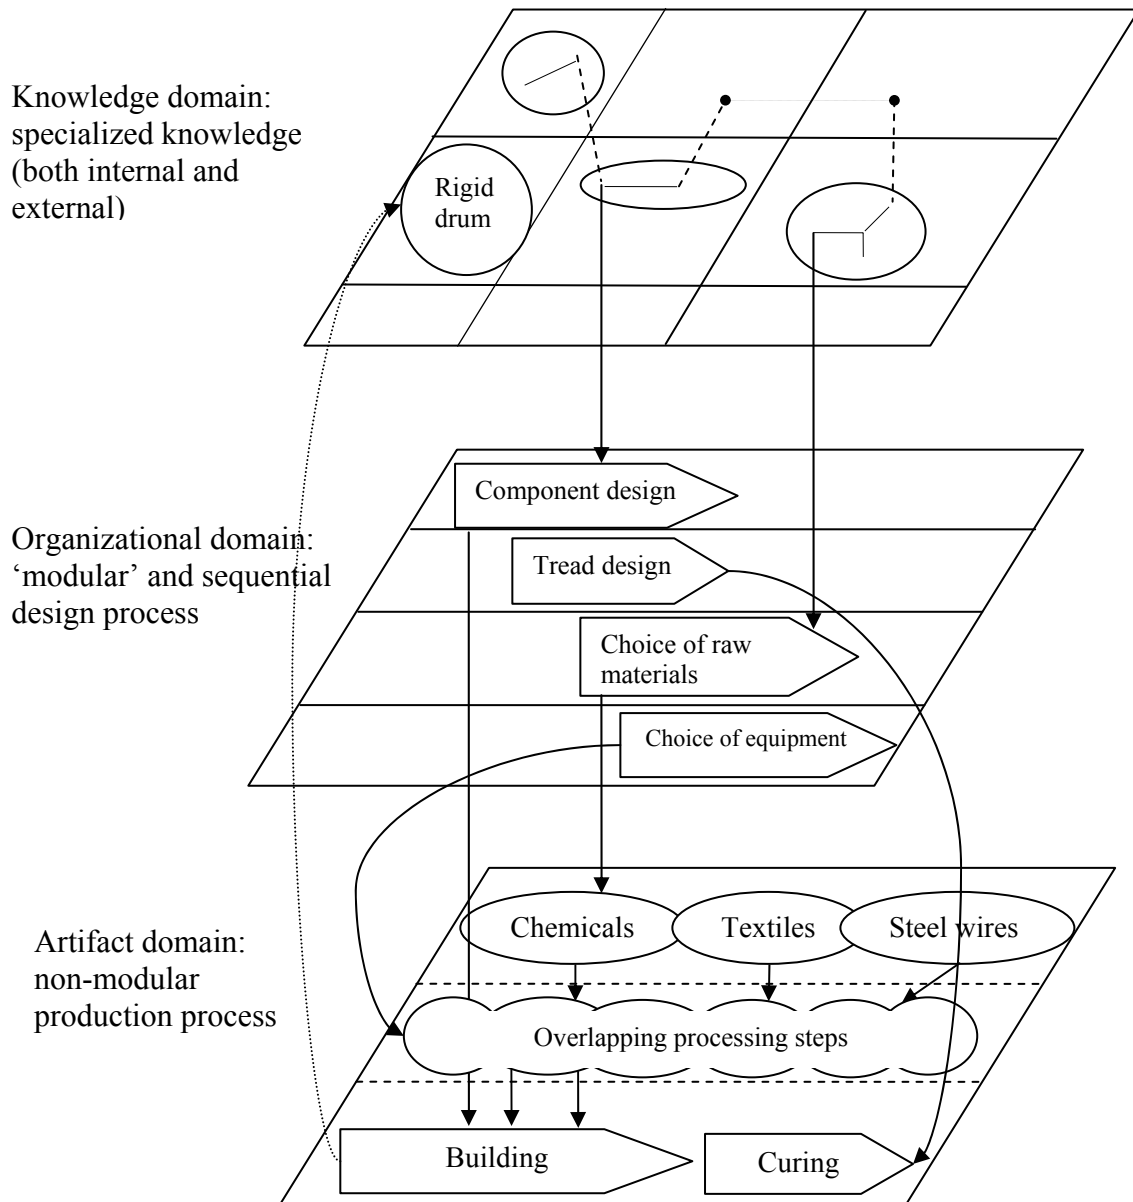 Knowledge domain:
specialized knowledge
(both internal and
external)
Rigid
drum
Component design
Organizational domain:
‘modular’ and sequential
design process
Tread design
Choice of raw
materials
Choice of equipment
Artifact domain:
non-modular
production process
Chemicals
Textiles
Steel wires
Overlapping processing steps
Building
Curing